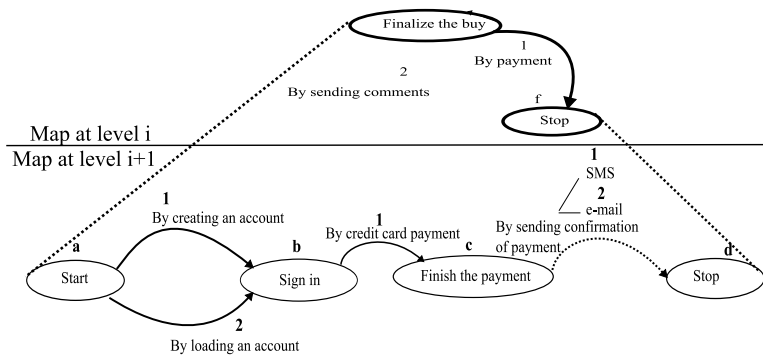 Finalize the buy
1
By payment
2
By sending comments
f
Stop
Map at level i
Map at level i+1
1
SMS
2
e-mail
By sending confirmation
of payment
1
By creating an account
a
Start
b
Sign in
1
By credit card payment
c
Finish the payment
d
Stop
2
By loading an account